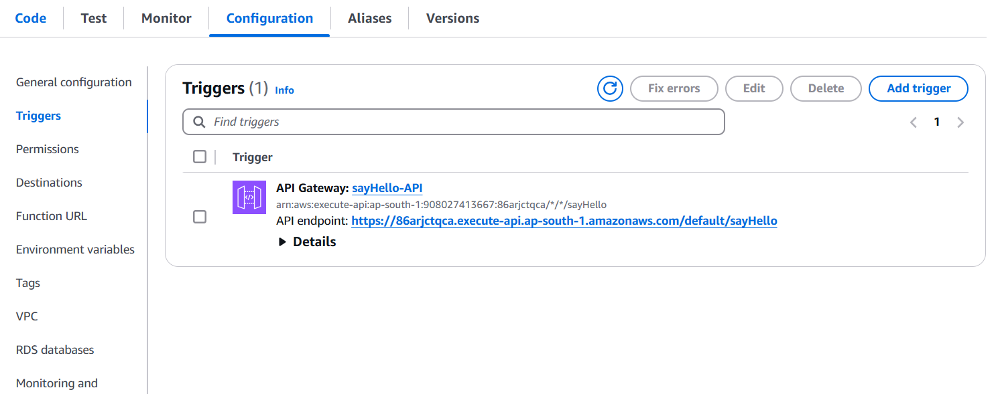 Code Test Monitor Configuration Aliases Versions
General configuration
Triggers
Permissions
Destinations
Function URL
Environment variables
Tags
VPC
RDS databases
Monitoring and
Triggers (1) Info Fix errors Edit Delete Add trigger
Find triggers 1
Trigger
API Gateway: sayHello-API
arn:aws:execute-api:ap-south-1:908027413667:86arjctqca/*/*/sayHello
API endpoint: https://86arjctqca.execute-api.ap-south-1.amazonaws.com/default/sayHello
Details